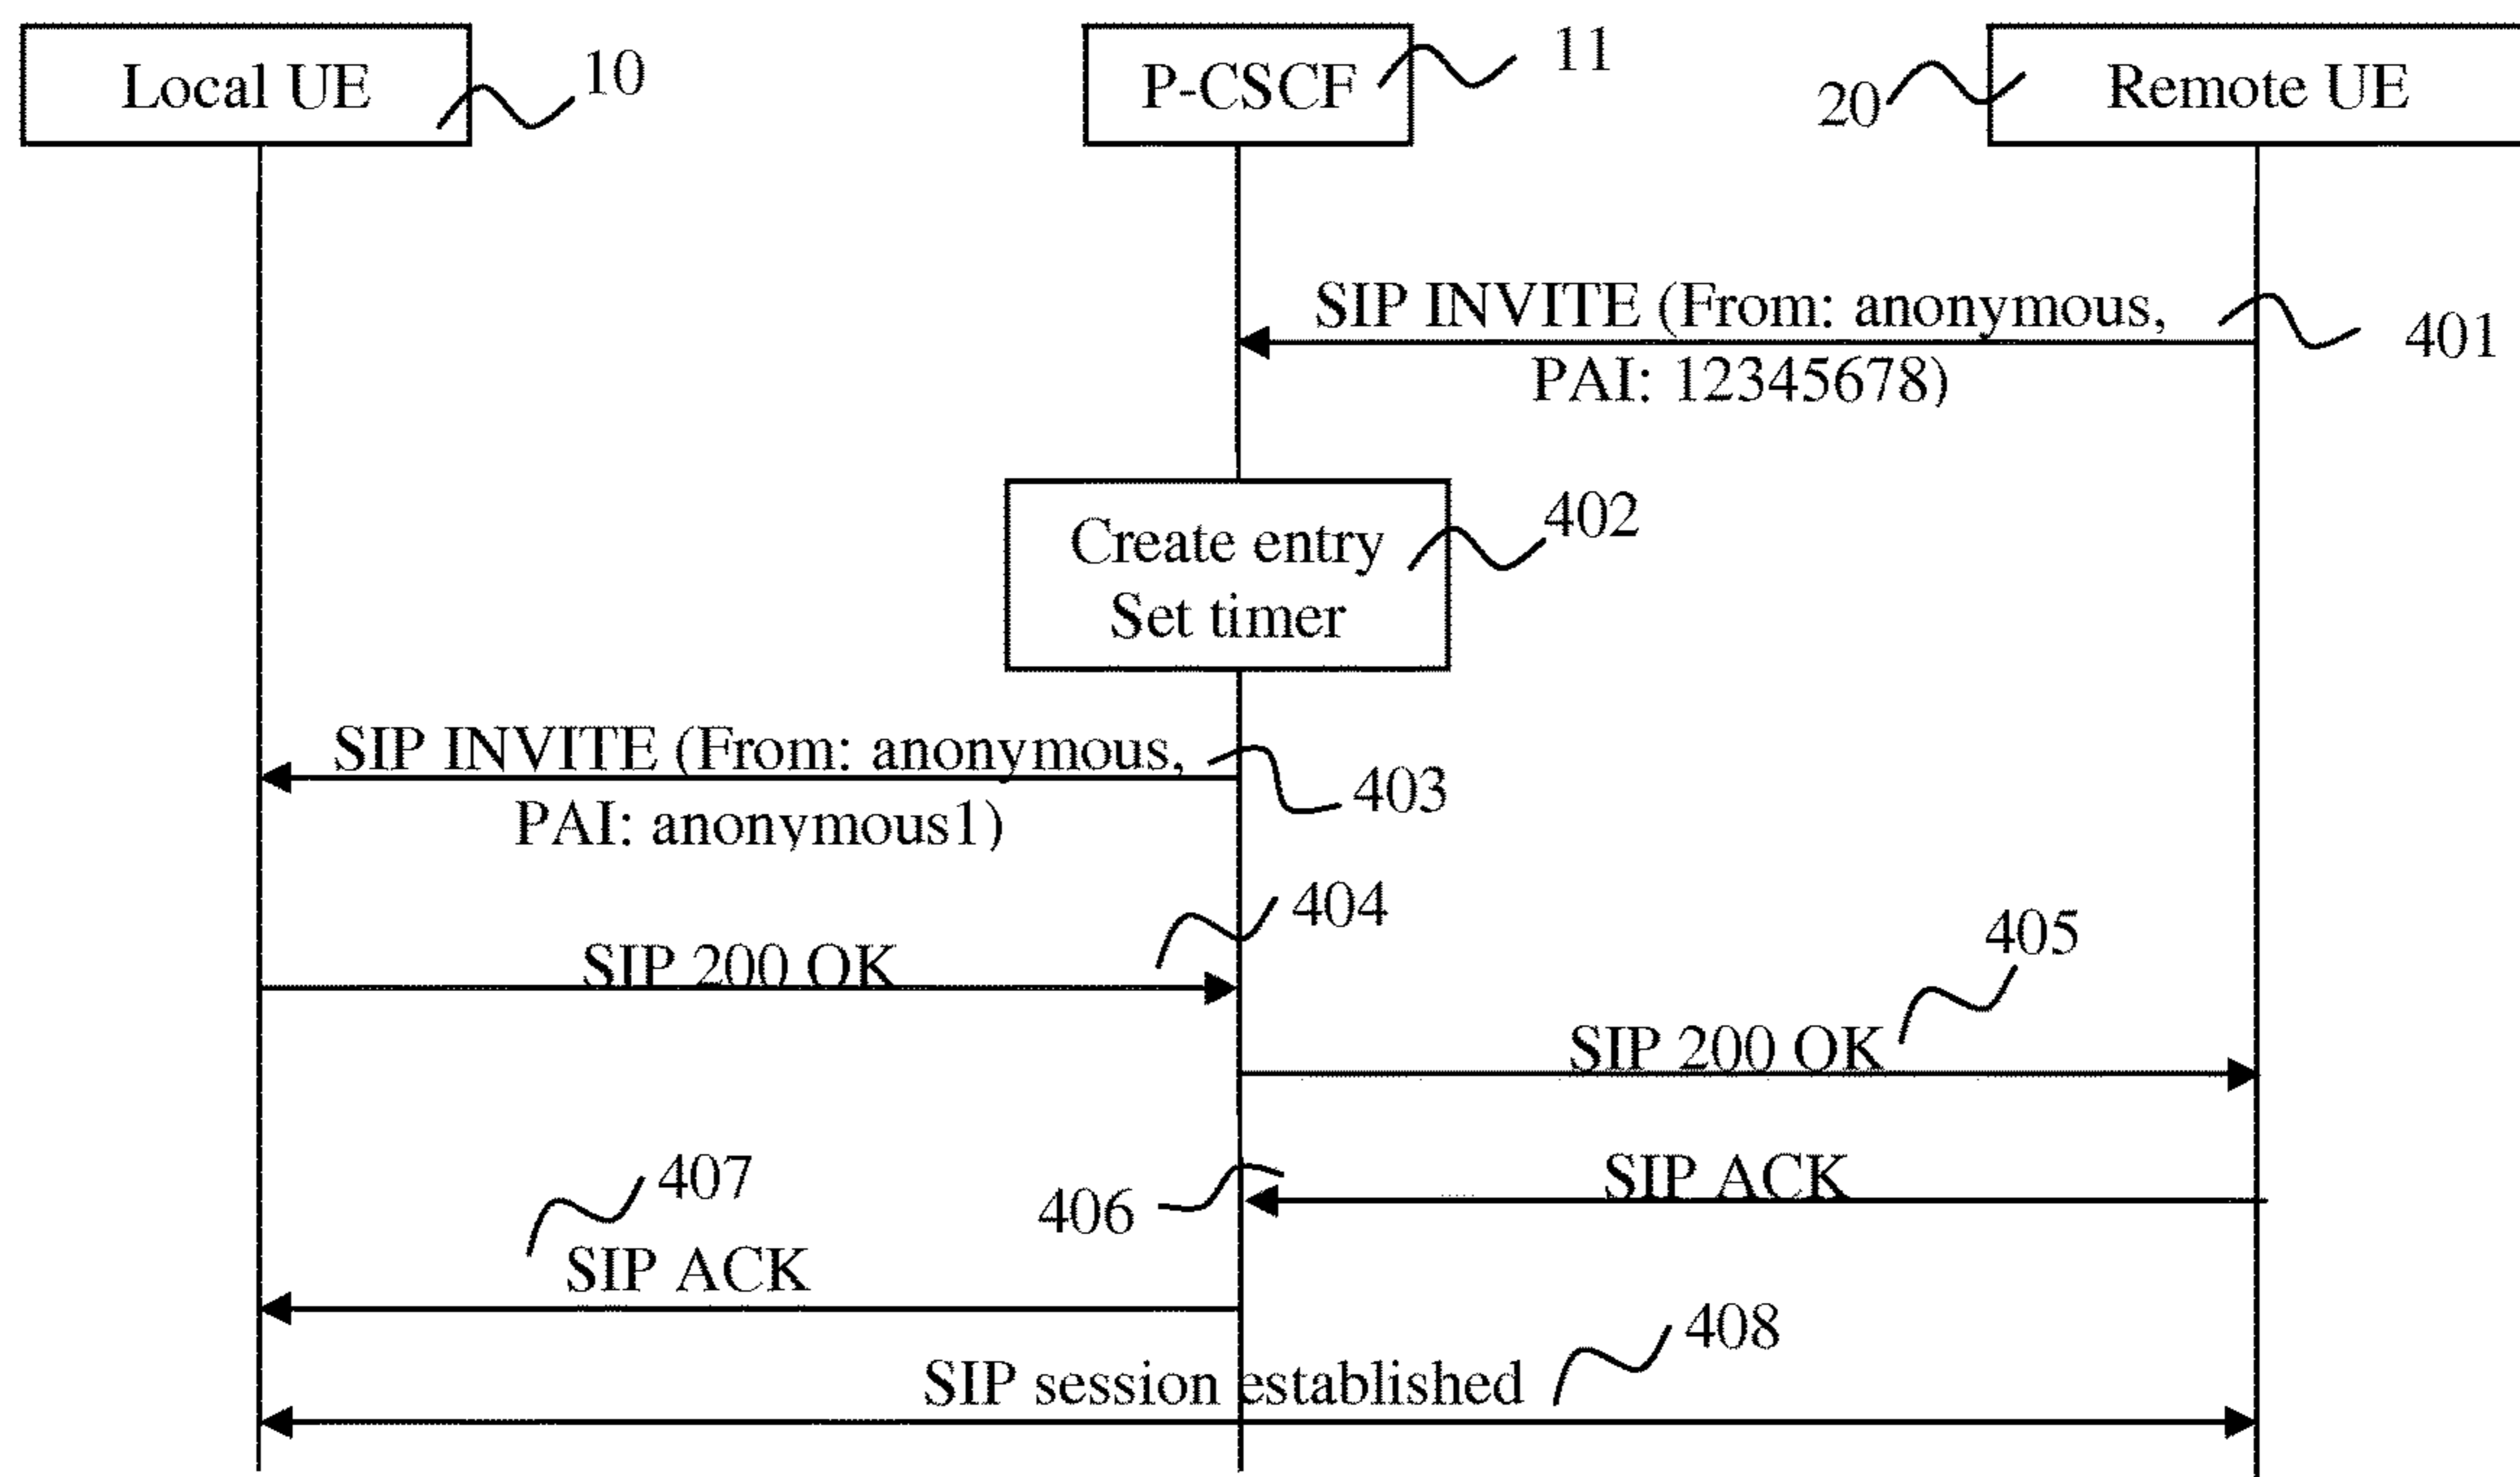 Local UE
10
P-CSCF
11
20
Remote UE
SIP INVITE (From: anonymous,
401
PAI: 12345678)
Create entry
402
Set timer
SIP INVITE (From: anonymous,
403
PAI: anonymous1)
404
SIP 200 OK
405
SIP 200 OK
407
406
SIP ACK
SIP ACK
408
SIP session established